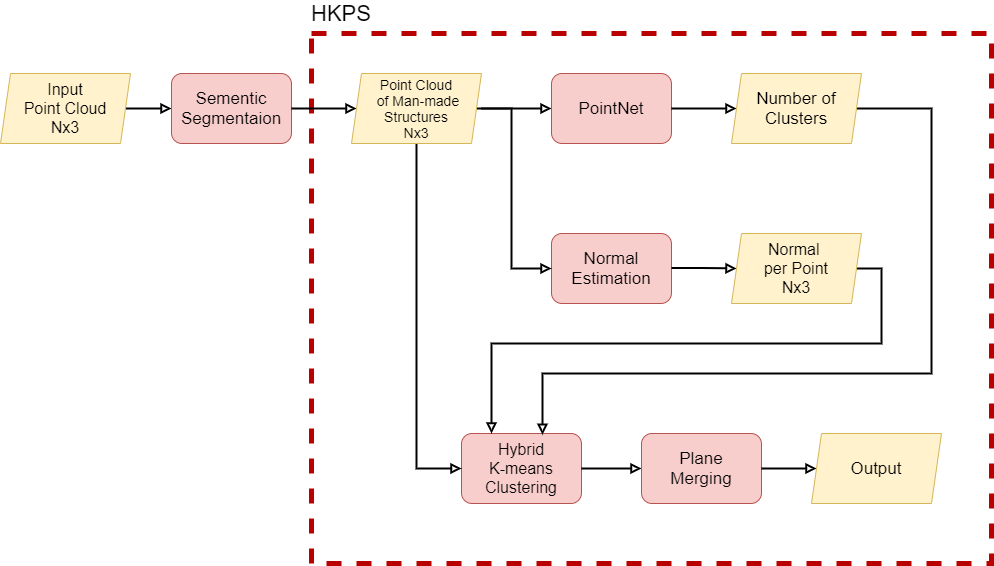 HKPS
Input
Point Cloud
Nx3
Sementic
Segmentaion
Point Cloud
of Man-made
Structures
Nx3
PointNet
Number of
Clusters
Normal
Estimation
Normal
per Point
Nx3
Hybrid
K-means
Clustering
Plane
Merging
Output